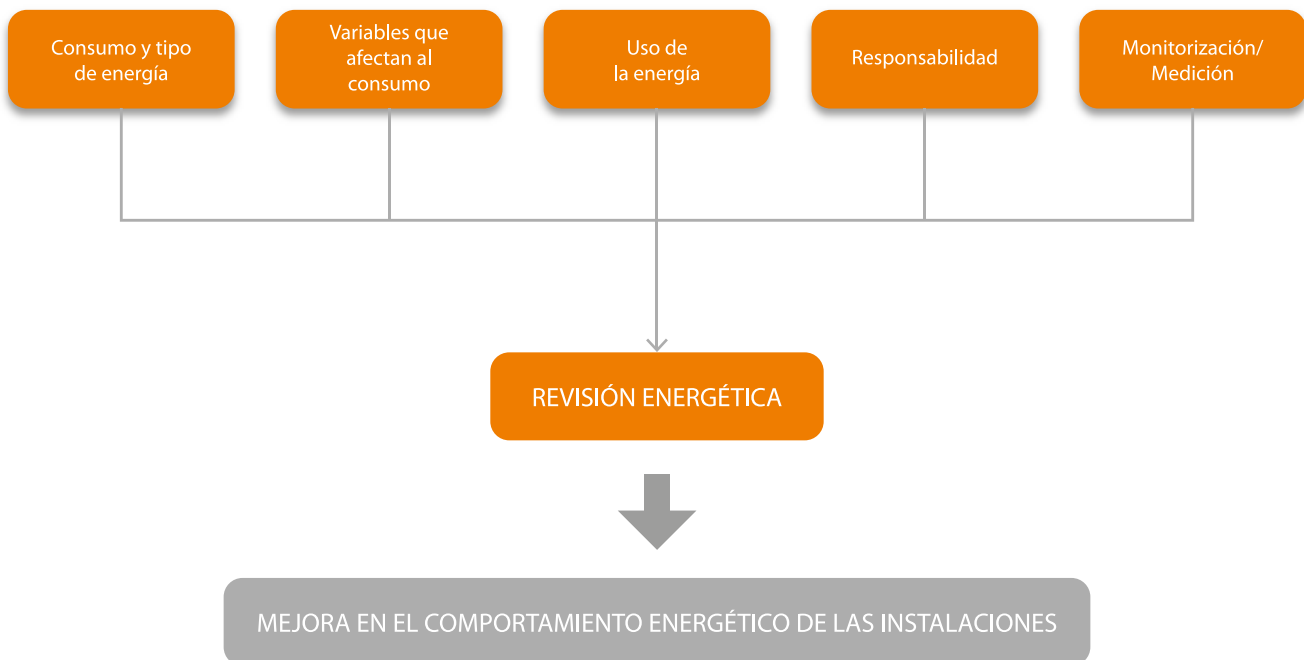 Consumo y tipo
de energía
Variables que
afectan al
consumo
Uso de
la energía
Responsabilidad
Monitorización/
Medición
REVISIÓN ENERGÉTICA
MEJORA EN EL COMPORTAMIENTO ENERGÉTICO DE LAS INSTALACIONES